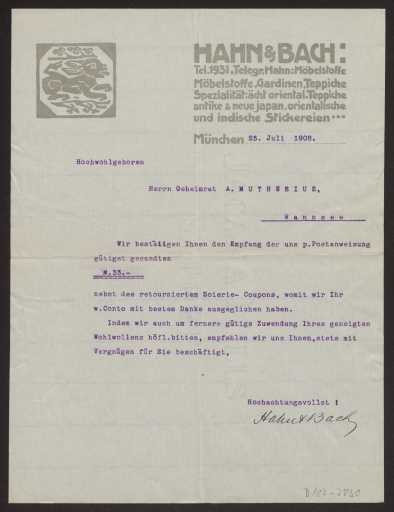 HAHN & BACH:
Tel. 1931, Telegr. Hahn: Möbelstoffe
Möbelstoffe, Gardinen, Teppiche
Spezialität: ächt oriental. Teppiche
antike & neue japan. orientalische
und indische Stickereien •••
München 25. Juli 1908.
Hochwohlgeboren
Herrn Geheimrat A. MUTHESIUS,
Wannsee
Wir bestätigen Ihnen den Empfang der uns p.Postanweisung
gütigst gesandten
M.33.-
nebst des retourniertem Soierie- Coupons, womit wir Ihr
w.Conto mit bestem Danke ausgeglichen haben.
Indem wir auch um fernere gütige Zuwendung Ihres geneigten
Wohlwollens höfl.bitten, empfehlen wir uns Ihnen,stets mit
Vergnügen für Sie beschäftigt,
Hochachtungsvollst :
Hahn & Bach
D 102-2060